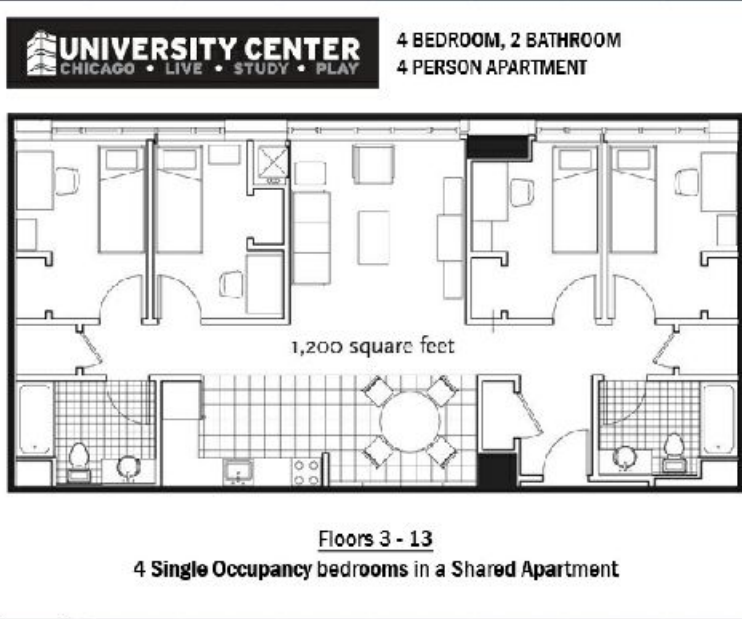 UNIVERSITY CENTER
CHICAGO • LIVE • STUDY • PLAY
4 BEDROOM, 2 BATHROOM
4 PERSON APARTMENT
1,200 square feet
Floors 3 - 13
4 Single Occupancy bedrooms in a Shared Apartment